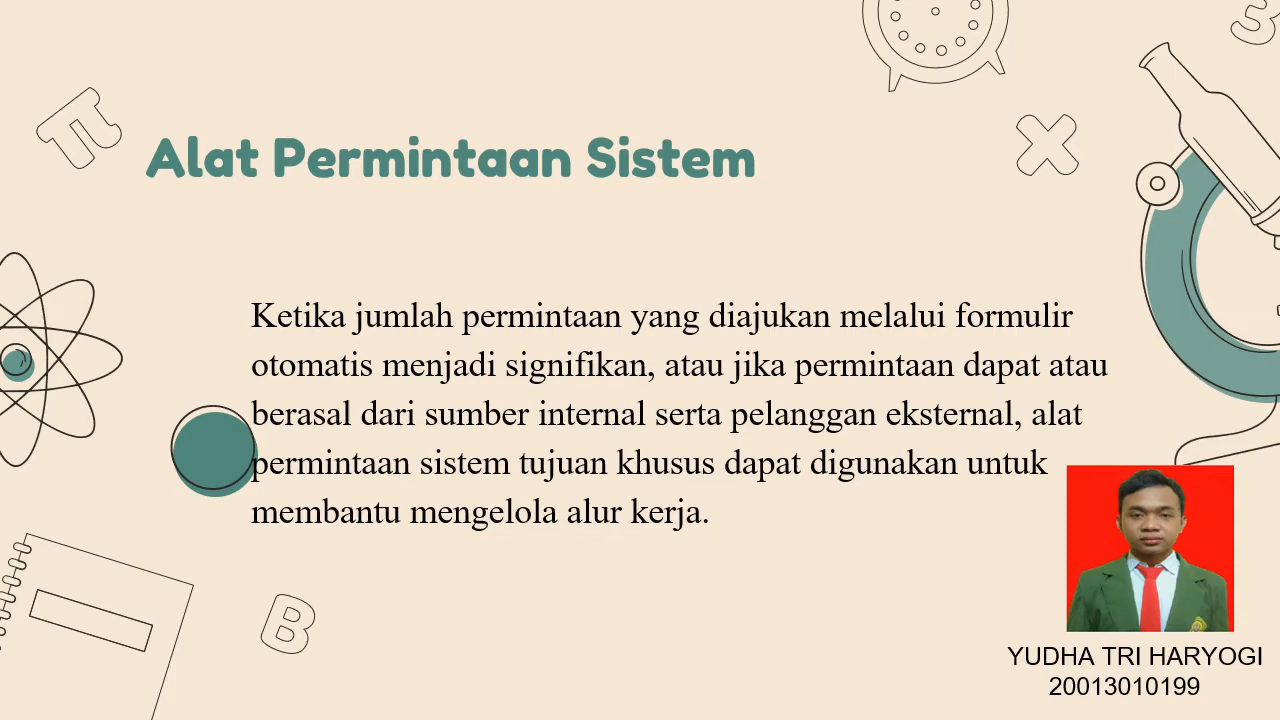 Alat Permintaan Sistem
Ketika jumlah permintaan yang diajukan melalui formulir
otomatis menjadi signifikan, atau jika permintaan dapat atau
berasal dari sumber internal serta pelanggan eksternal, alat
permintaan sistem tujuan khusus dapat digunakan untuk
membantu mengelola alur kerja.
π
3
B
YUDHA TRI HARYOGI
20013010199